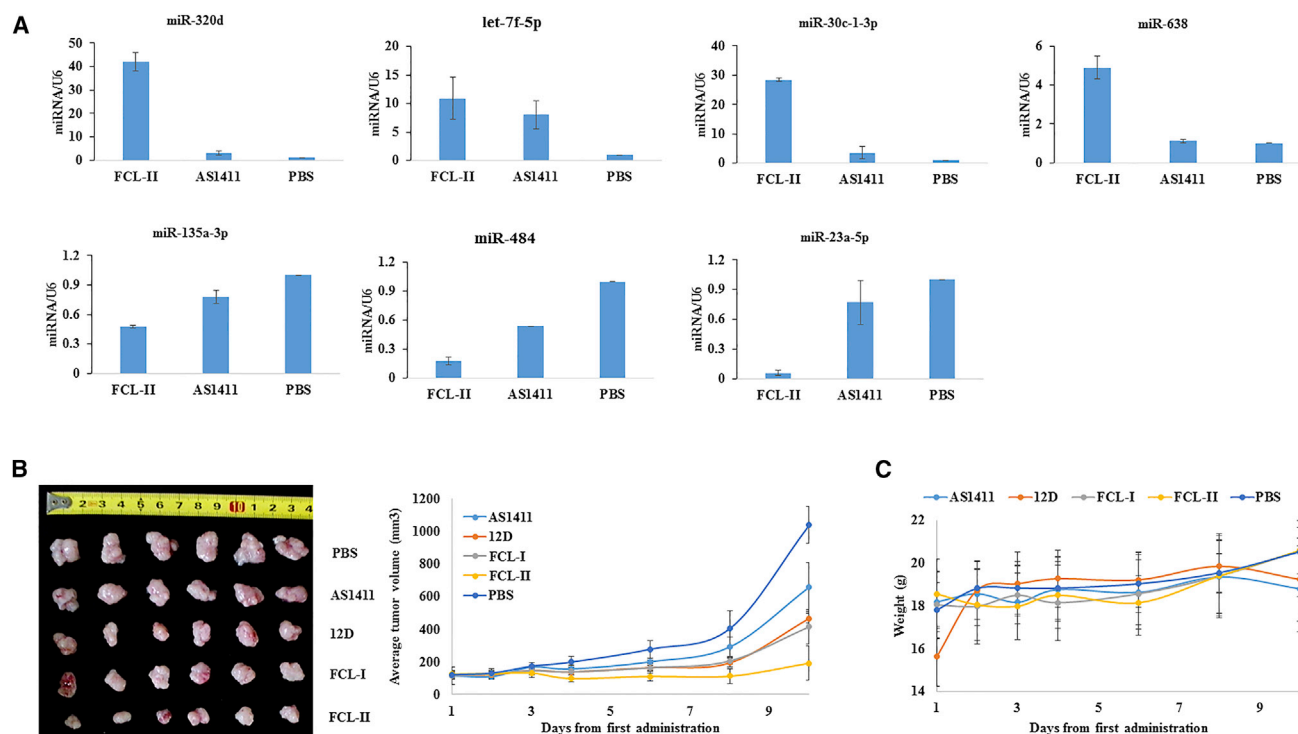 A
miR-320d
miRNA/U6
50
40
30
20
10
0
FCL-II AS1411 PBS
let-7f-5p
miRNA/U6
20
15
10
5
0
FCL-II AS1411 PBS
miR-30c-1-3p
miRNA/U6
40
30
20
10
0
FCL-II AS1411 PBS
miR-638
miRNA/U6
6
4
2
0
FCL-II AS1411 PBS
miR-135a-3p
miRNA/U6
1.2
0.9
0.6
0.3
0
FCL-II AS1411 PBS
miR-484
miRNA/U6
1.2
0.9
0.6
0.3
0
FCL-II AS1411 PBS
miR-23a-5p
miRNA/U6
1.2
0.9
0.6
0.3
0
FCL-II AS1411 PBS
B
2 3 4 5 6 7 8 9 10 1 2 3 4
PBS
AS1411
12D
FCL-I
FCL-II
Average tumor volume (mm3)
1200
1000
800
600
400
200
0
AS1411
12D
FCL-I
FCL-II
PBS
1 3 5 7 9
Days from first administration
C
AS1411 12D FCL-I FCL-II PBS
Weight (g)
22
20
18
16
14
1 3 5 7 9
Days from first administration